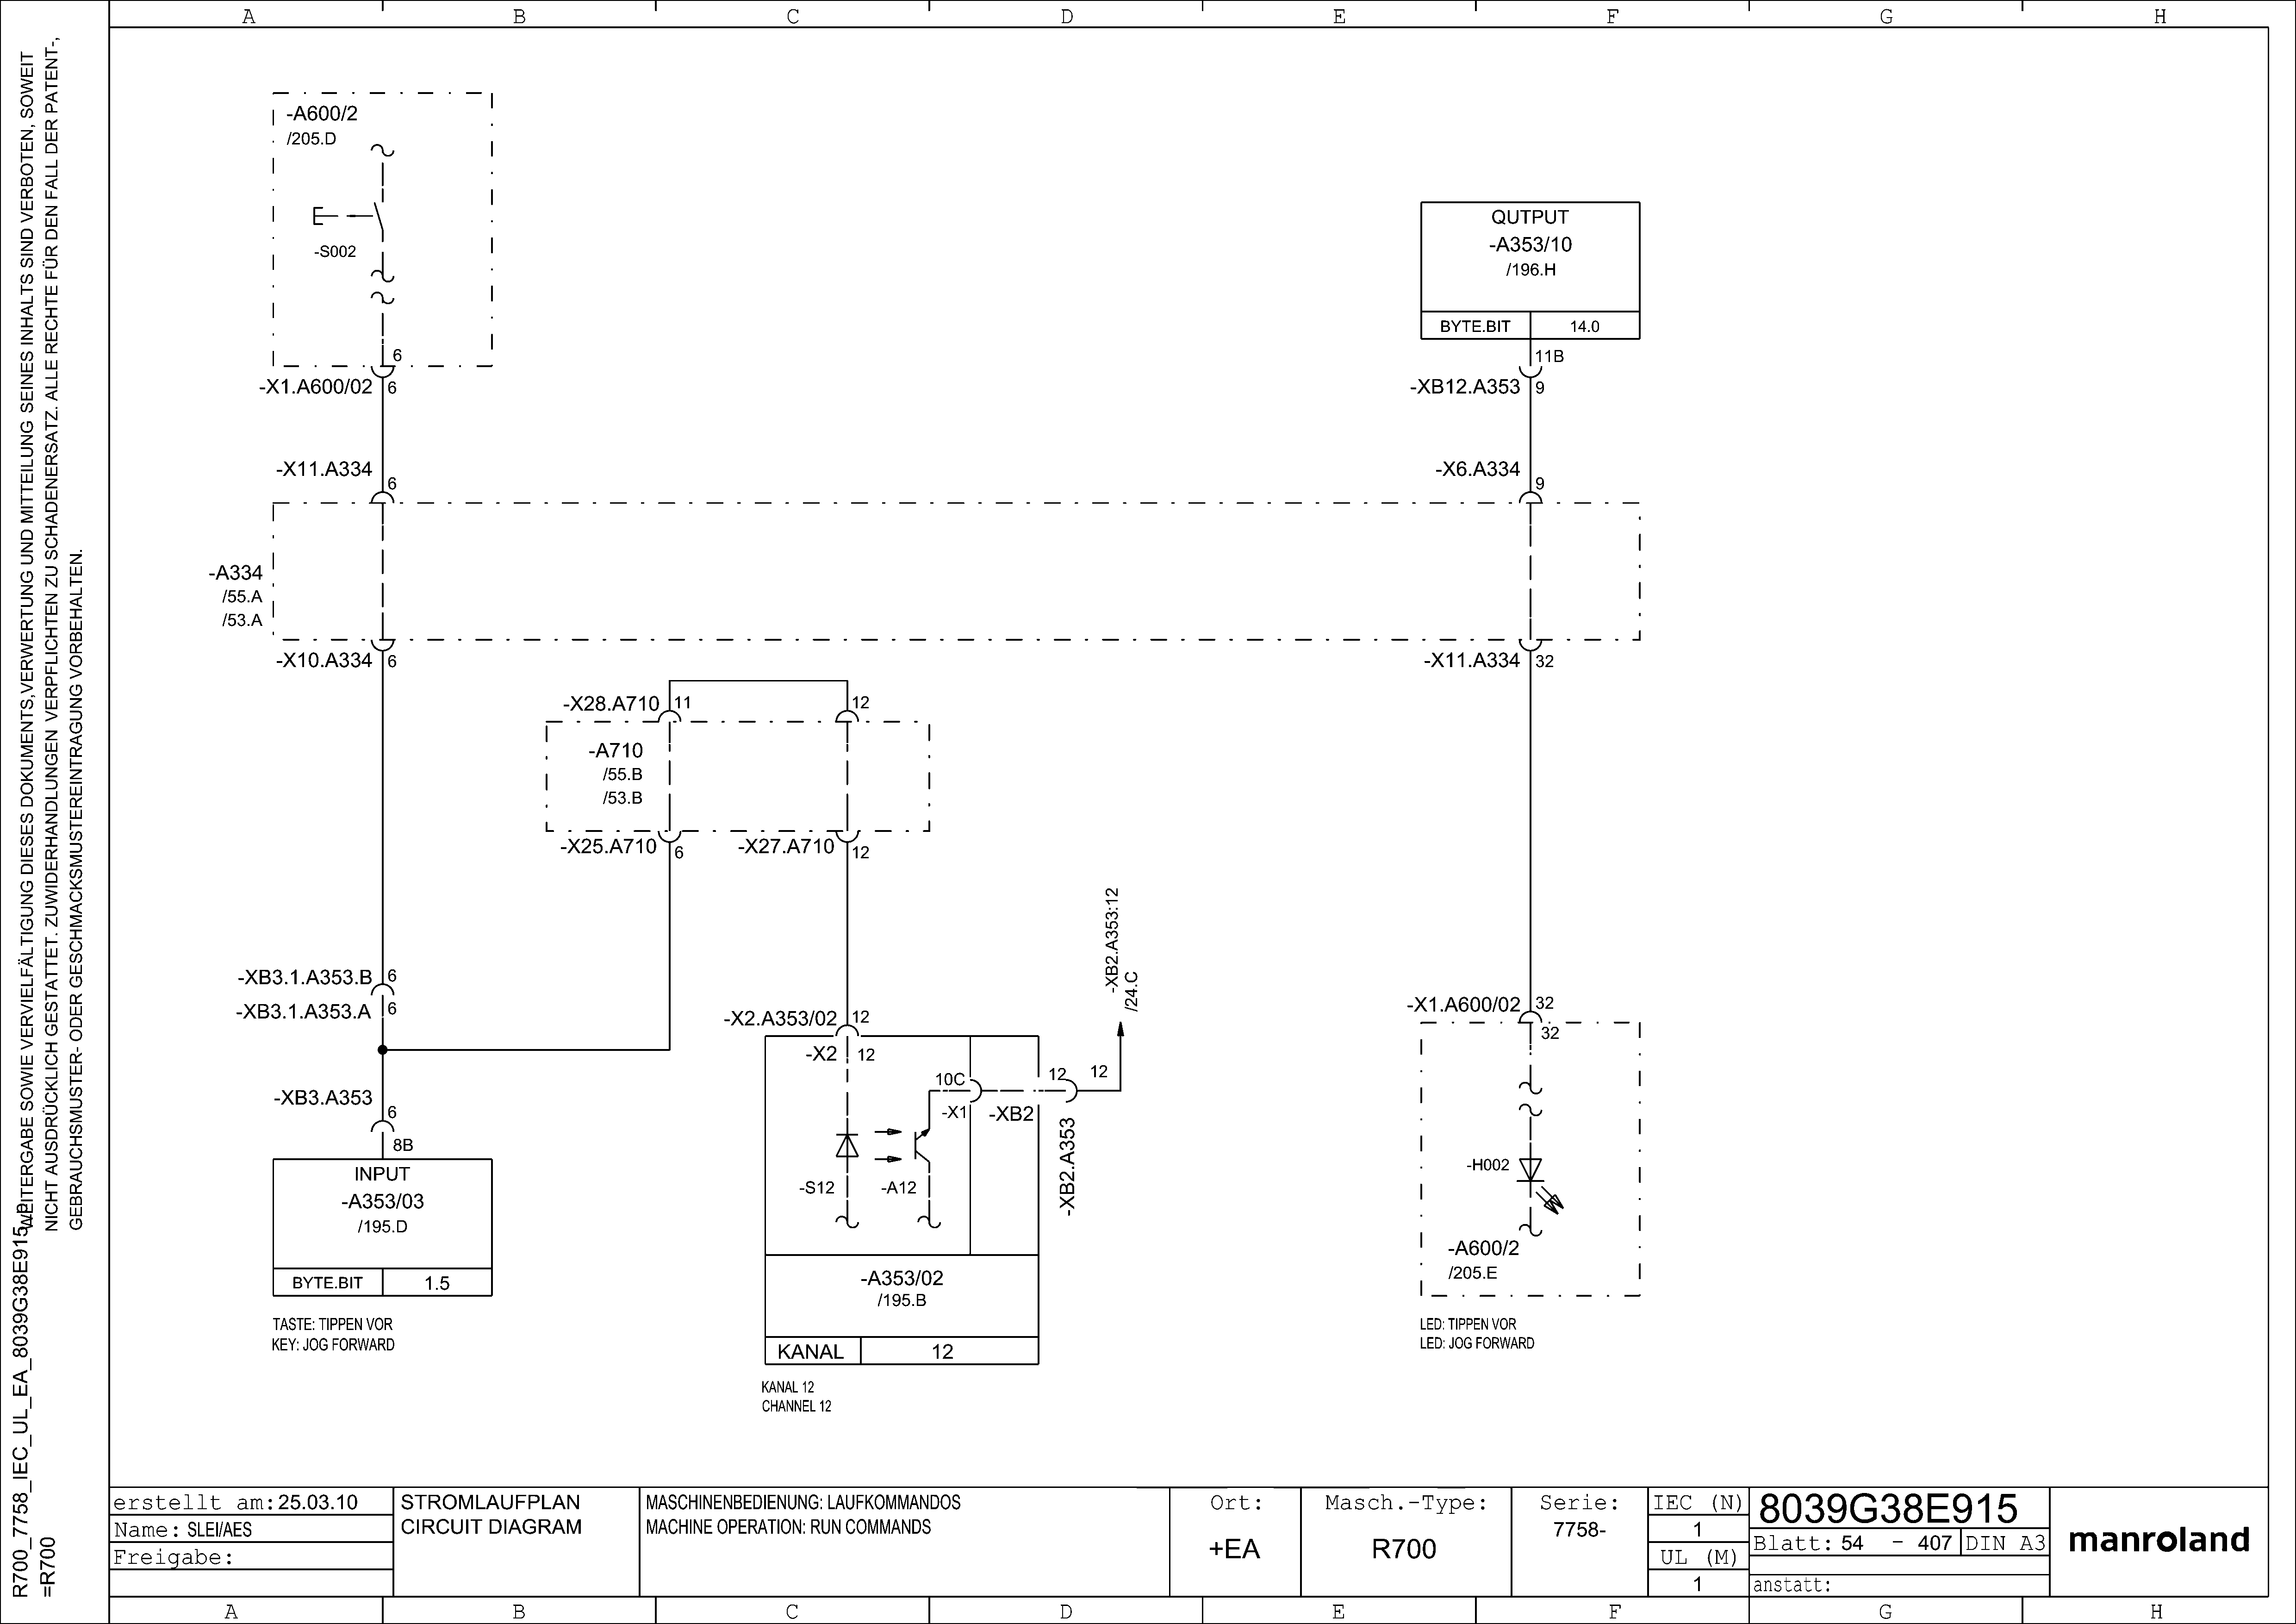 A B C D E F G H
-A600/2
/205.D
-S002
6
-X1.A600/02 6
-X11.A334
6
-A334
/55.A
/53.A
-X10.A334 6
-X28.A710 11 12
-A710
/55.B
/53.B
-X25.A710 6
-X27.A710 12
-XB3.1.A353.B 6
-XB3.1.A353.A 6
-XB3.A353
6
8B
INPUT
-A353/03
/195.D
BYTE.BIT 1.5
TASTE: TIPPEN VOR
KEY: JOG FORWARD
-X2.A353/02 12
-X2 12
10C
-X1
-XB2
12 12
-XB2.A353
-XB2.A353:12
/24.C
-S12 -A12
-A353/02
/195.B
KANAL 12
KANAL 12
CHANNEL 12
QUTPUT
-A353/10
/196.H
BYTE.BIT 14.0
11B
-XB12.A353 9
-X6.A334
9
-X11.A334 32
-X1.A600/02 32
32
-H002
-A600/2
/205.E
LED: TIPPEN VOR
LED: JOG FORWARD
WEITERGABE SOWIE VERVIELFÄLTIGUNG DIESES DOKUMENTS,VERWERTUNG UND MITTEILUNG SEINES INHALTS SIND VERBOTEN, SOWEIT
NICHT AUSDRÜCKLICH GESTATTET. ZUWIDERHANDLUNGEN VERPFLICHTEN ZU SCHADENERSATZ. ALLE RECHTE FÜR DEN FALL DER PATENT-,
GEBRAUCHSMUSTER- ODER GESCHMACKSMUSTEREINTRAGUNG VORBEHALTEN.
=R700
erstellt am: 25.03.10
Name: SLEI/AES
Freigabe:
STROMLAUFPLAN
CIRCUIT DIAGRAM
MASCHINENBEDIENUNG: LAUFKOMMANDOS
MACHINE OPERATION: RUN COMMANDS
Ort:
+EA
Masch.-Type:
R700
Serie:
7758-
IEC (N)
1
UL (M)
1
8039G38E915
Blatt: 54 - 407 DIN A3
anstatt:
manroland
A B C D E F G H